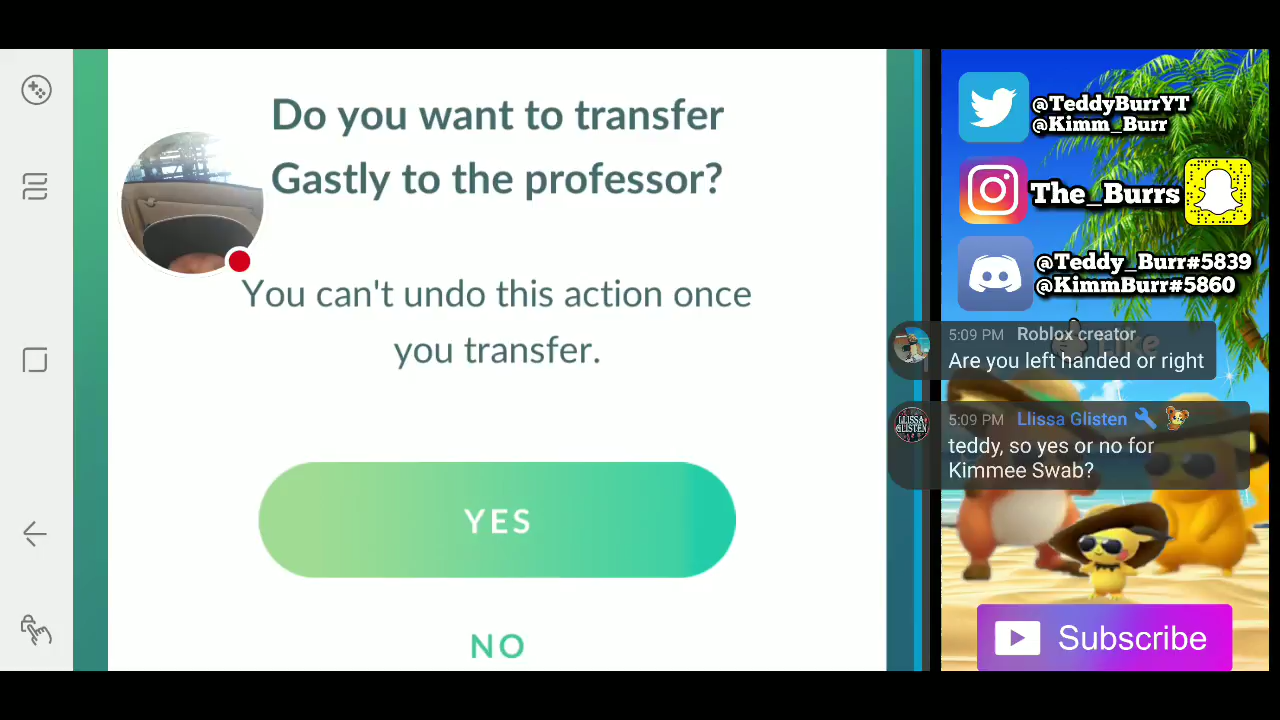 Do you want to transfer
Gastly to the professor?
You can't undo this action once
you transfer.
YES
NO
@TeddyBurrYT
@Kimm_Burr
The_Burrs
@Teddy_Burr#5839
@KimmBurr#5860
5:09 PM Roblox creator
Are you left handed or right
5:09 PM Llissa Glisten
teddy, so yes or no for
Kimmee Swab?
LLISSA
GLISTEN
Subscribe